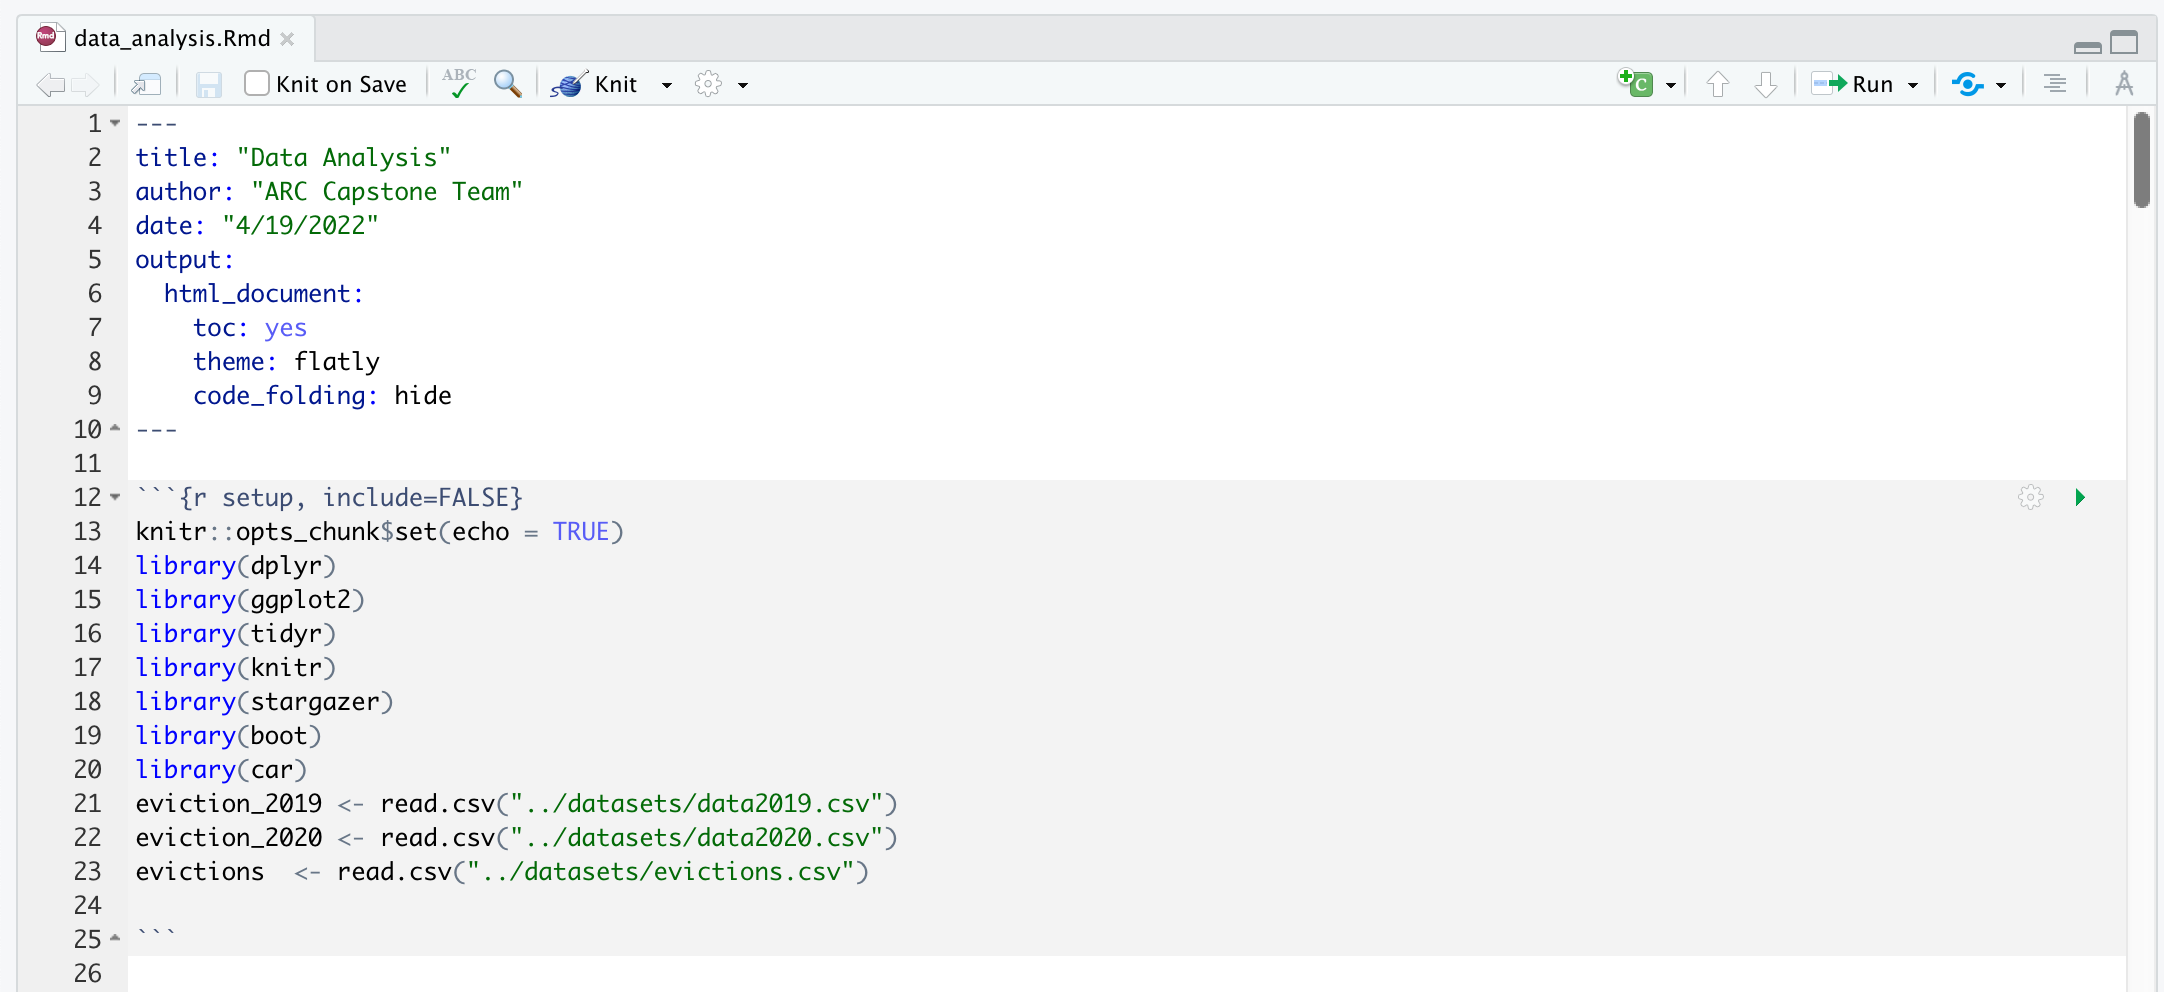 data_analysis.Rmd
Knit on Save ABC Knit C Run
1 ---
2 title: "Data Analysis"
3 author: "ARC Capstone Team"
4 date: "4/19/2022"
5 output:
6   html_document:
7     toc: yes
8     theme: flatly
9     code_folding: hide
10 ---
11
12 ```{r setup, include=FALSE}
13 knitr::opts_chunk$set(echo = TRUE)
14 library(dplyr)
15 library(ggplot2)
16 library(tidyr)
17 library(knitr)
18 library(stargazer)
19 library(boot)
20 library(car)
21 eviction_2019 <- read.csv("../datasets/data2019.csv")
22 eviction_2020 <- read.csv("../datasets/data2020.csv")
23 evictions  <- read.csv("../datasets/evictions.csv")
24
25 ```
26